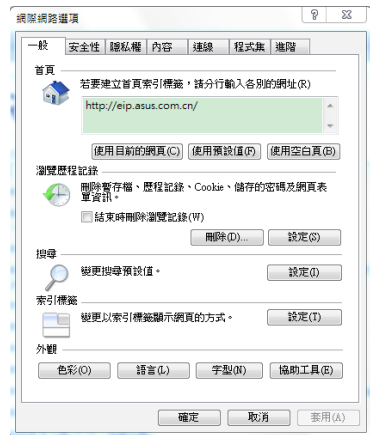 網際網路選項
一般 安全性 隱私權 內容 連線 程式集 進階
首頁
若要建立首頁索引標籤，請分行輸入各別的網址(R)
http://eip.asus.com.cn/
使用目前的網頁(C) 使用預設值(F) 使用空白頁(B)
瀏覽歷程記錄
刪除暫存檔、歷程記錄、Cookie、儲存的密碼及網頁表
單資訊。
結束時刪除瀏覽記錄(W)
刪除(D)... 設定(S)
搜尋
變更搜尋預設值。 設定(I)
索引標籤
變更以索引標籤顯示網頁的方式。 設定(T)
外觀
色彩(O) 語言(L) 字型(N) 協助工具(E)
確定 取消 套用(A)